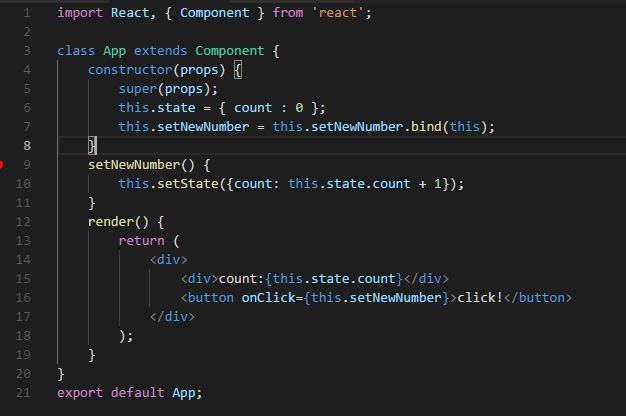 1 import React, { Component } from 'react';
2
3 class App extends Component {
4     constructor(props) {
5         super(props);
6         this.state = { count : 0 };
7         this.setNewNumber = this.setNewNumber.bind(this);
8     }
9     setNewNumber() {
10         this.setState({count: this.state.count + 1});
11     }
12     render() {
13         return (
14             <div>
15                 <div>count:{this.state.count}</div>
16                 <button onClick={this.setNewNumber}>click!</button>
17             </div>
18         );
19     }
20 }
21 export default App;